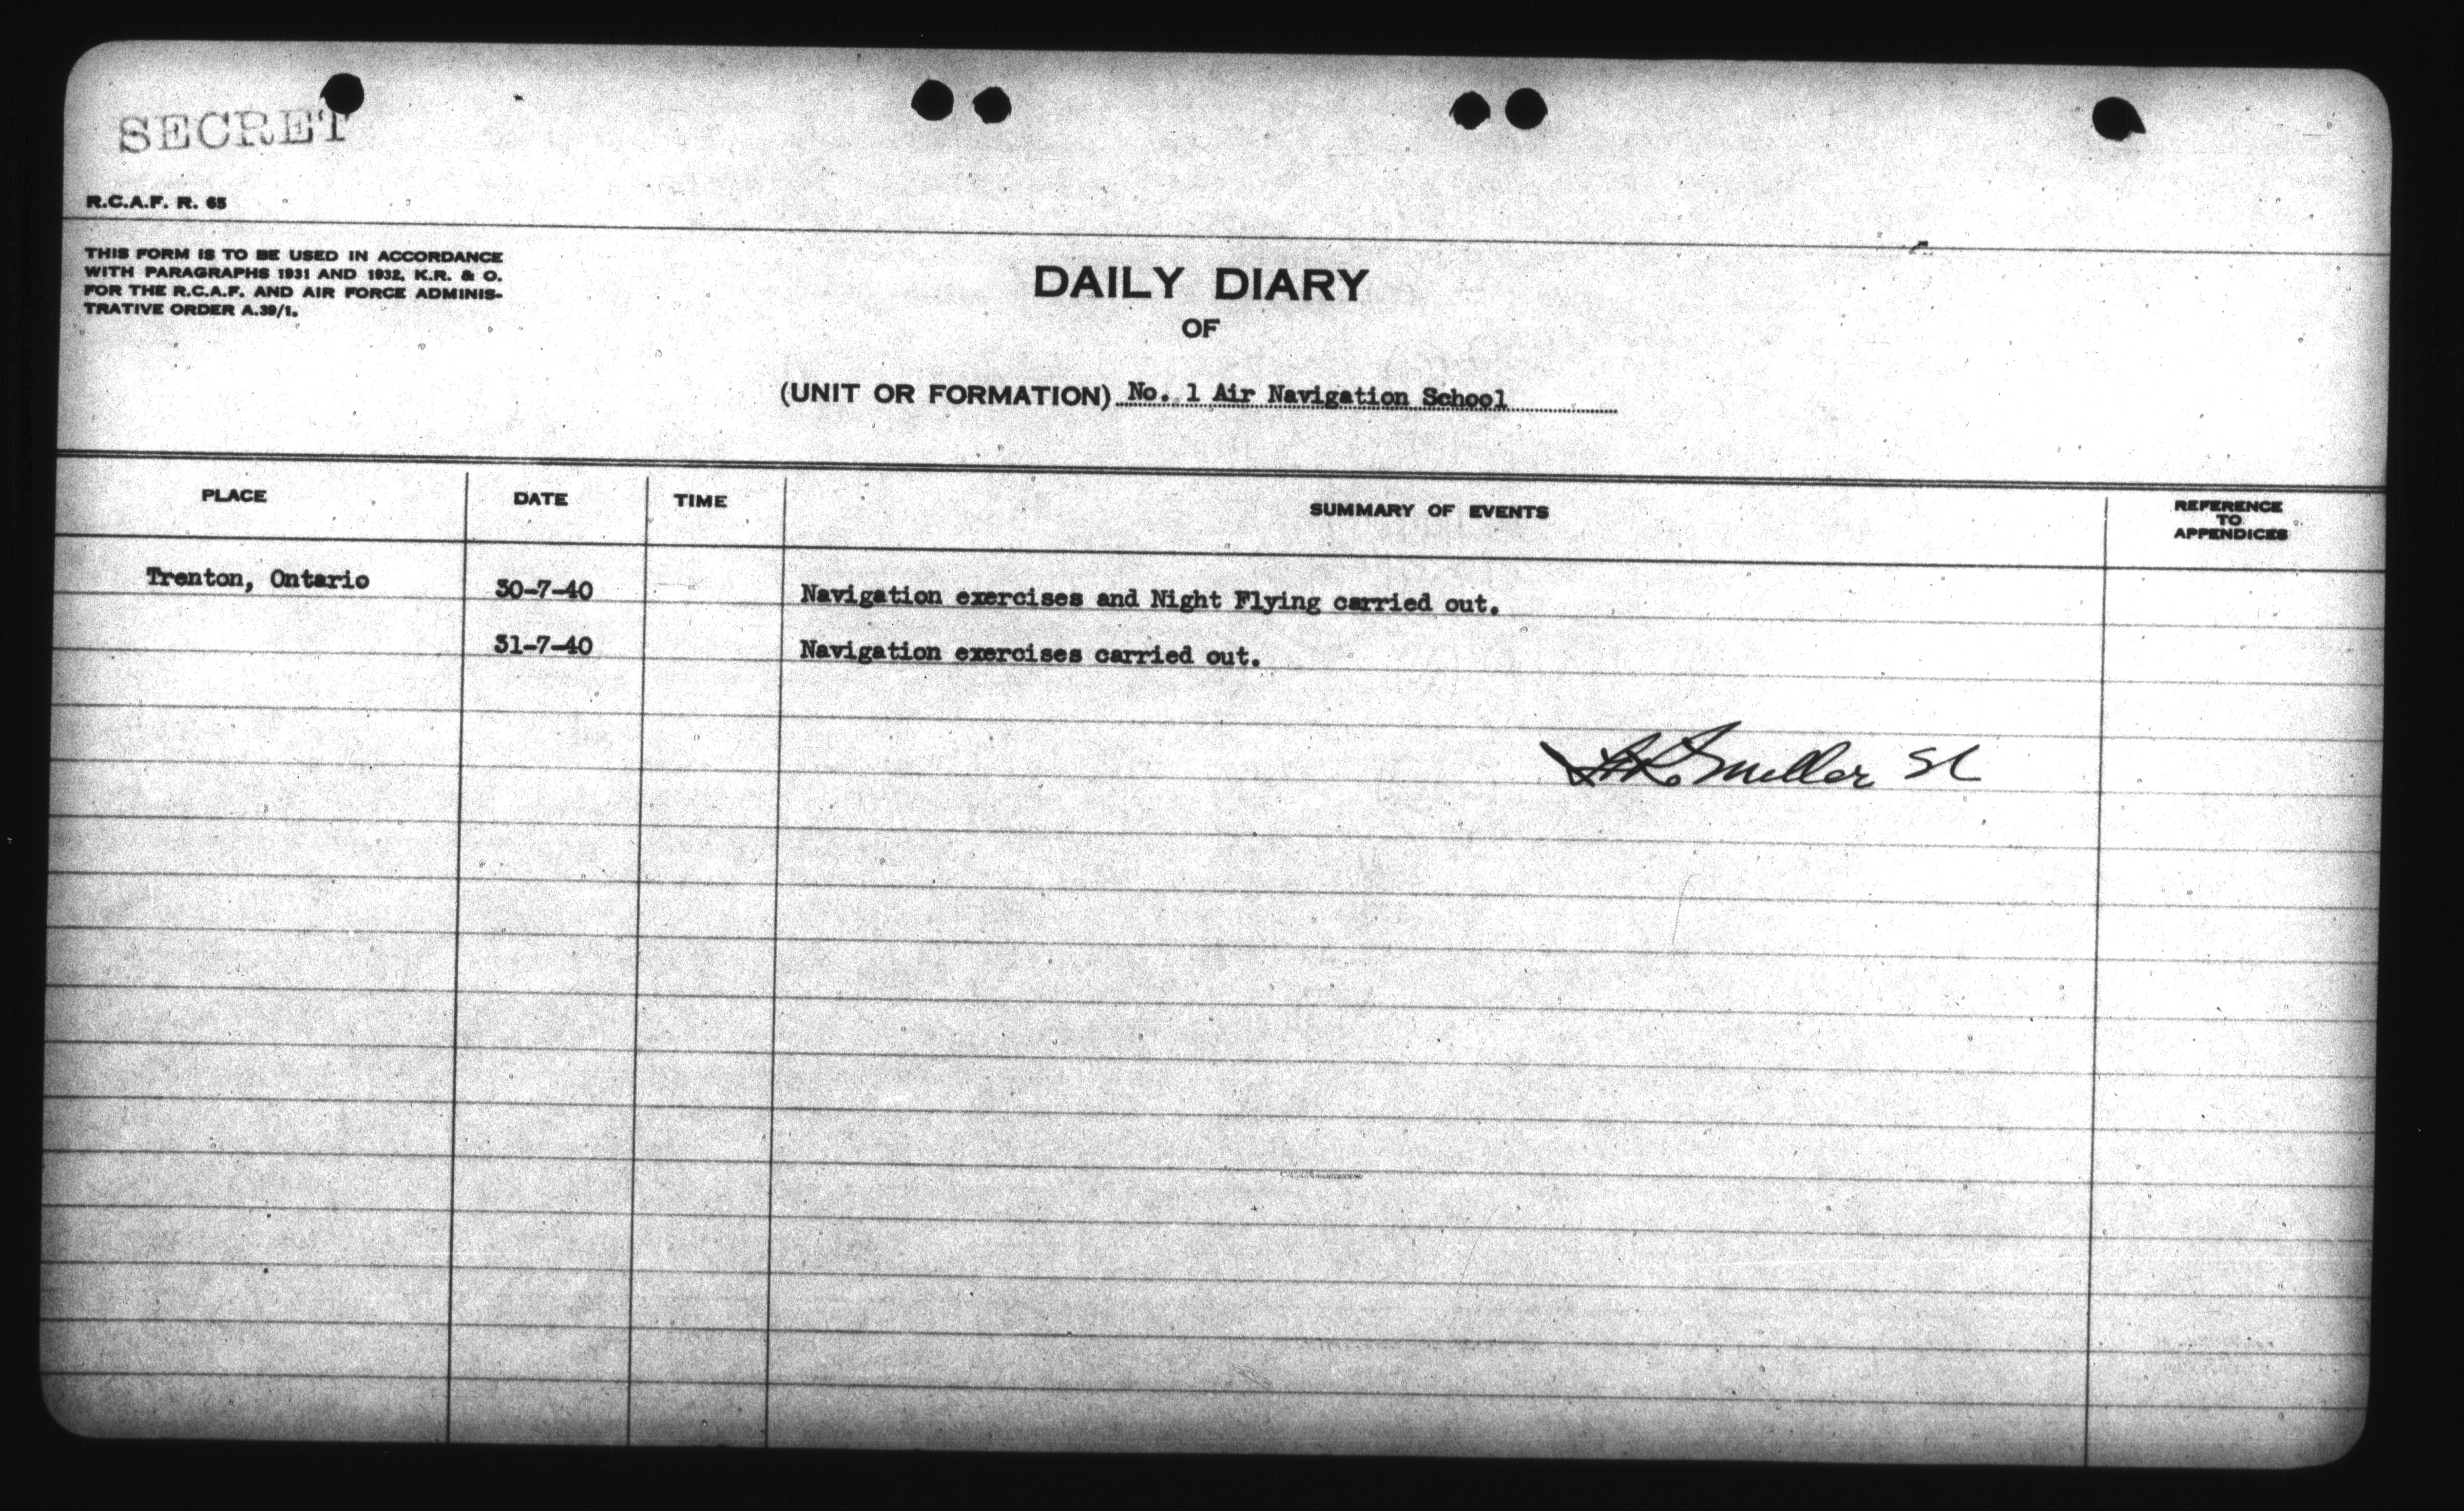 SECRET
R.C.A.F. R. 65
THIS FORM IS TO BE USED IN ACCORDANCE
WITH PARAGRAPHS 1931 AND 1932, K.R. & O.
FOR THE R.C.A.F. AND AIR FORCE ADMINIS-
TRATIVE ORDER A.39/1.
DAILY DIARY
OF
(UNIT OR FORMATION) No. 1 Air Navigation School
PLACE DATE TIME SUMMARY OF EVENTS REFERENCE
TO
APPENDICES
Trenton, Ontario 30-7-40 Navigation exercises and Night Flying carried out.
31-7-40 Navigation exercises carried out.
Miller SL